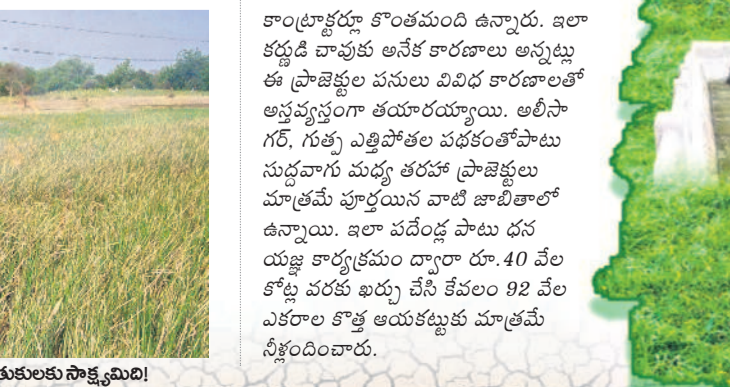 కాంట్రాక్టర్లూ కొంతమంది ఉన్నారు. ఇలా
కర్ణుడి చావుకు అనేక కారణాలు అన్నట్లు
ఈ ప్రాజెక్టుల పనులు వివిధ కారణాలతో
అస్తవ్యస్తంగా తయారయ్యాయి. అలీసా
గర్, గుత్ప ఎత్తిపోతల పథకంతోపాటు
సుద్దవాగు మధ్య తరహా ప్రాజెక్టులు
మాత్రమే పూర్తయిన వాటి జాబితాలో
ఉన్నాయి. ఇలా పదేండ్ల పాటు ధన
యజ్ఞ కార్యక్రమం ద్వారా రూ.40 వేల
కోట్ల వరకు ఖర్చు చేసి కేవలం 92 వేల
ఎకరాల కొత్త ఆయకట్టుకు మాత్రమే
నీళ్లందించారు.
డుకులకు సాక్ష్యమిది!